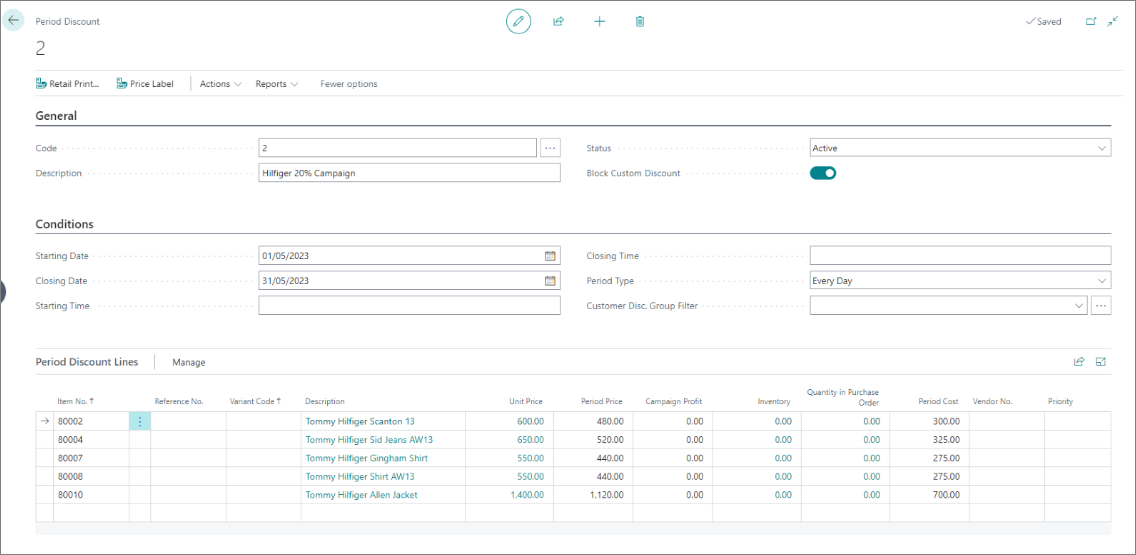 Period Discount
Saved
2
Retail Print...
Price Label
Actions
Reports
Fewer options
General
Code
2
...
Status
Active
Description
Hilfiger 20% Campaign
Block Custom Discount
Conditions
Starting Date
01/05/2023
Closing Time
Closing Date
31/05/2023
Period Type
Every Day
Starting Time
Customer Disc. Group Filter
...
Period Discount Lines
Manage
Item No. ↑ Reference No. Variant Code ↑ Description Unit Price Period Price Campaign Profit Inventory Quantity in Purchase Order Period Cost Vendor No. Priority
80002 Tommy Hilfiger Scanton 13 600.00 480.00 0.00 0.00 0.00 300.00
80004 Tommy Hilfiger Sid Jeans AW13 650.00 520.00 0.00 0.00 0.00 325.00
80007 Tommy Hilfiger Gingham Shirt 550.00 440.00 0.00 0.00 0.00 275.00
80008 Tommy Hilfiger Shirt AW13 550.00 440.00 0.00 0.00 0.00 275.00
80010 Tommy Hilfiger Allen Jacket 1,400.00 1,120.00 0.00 0.00 0.00 700.00